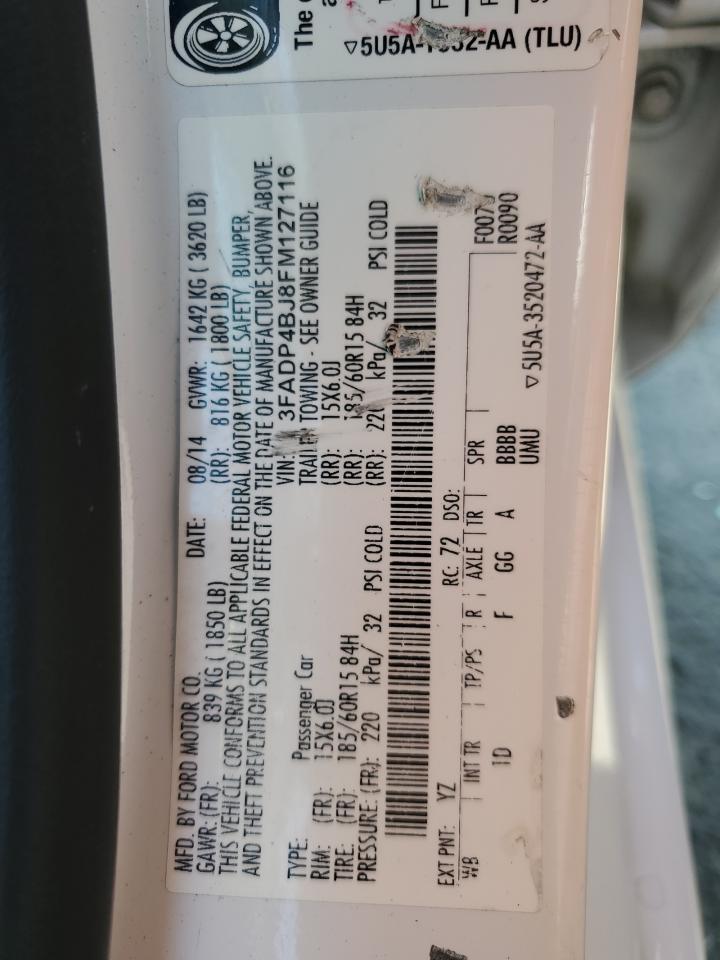 The
5U5A-1532-AA (TLU)
MFD. BY FORD MOTOR CO. DATE: 08/14 GVWR: 1642 KG ( 3620 LB)
GAWR: (FR): 839 KG ( 1850 LB) (RR): 816 KG ( 1800 LB)
THIS VEHICLE CONFORMS TO ALL APPLICABLE FEDERAL MOTOR VEHICLE SAFETY, BUMPER,
AND THEFT PREVENTION STANDARDS IN EFFECT ON THE DATE OF MANUFACTURE SHOWN ABOVE.
VIN: 3FADP4BJ8FM127116
TYPE: Passenger Car TRAILER TOWING - SEE OWNER GUIDE
RIM: (FR): 15X6.0J (RR): 15X6.0J
TIRE: (FR): 185/60R15 84H (RR): 185/60R15 84H
PRESSURE: (FR): 220 kPa/ 32 PSI COLD (RR): 220 kPa/ 32 PSI COLD
EXT PNT: YZ RC: 72 DSO:
WB INT TR TP/PS R AXLE TR SPR F007
1D F GG A BBBB R0090
UMU
5U5A-3520472-AA